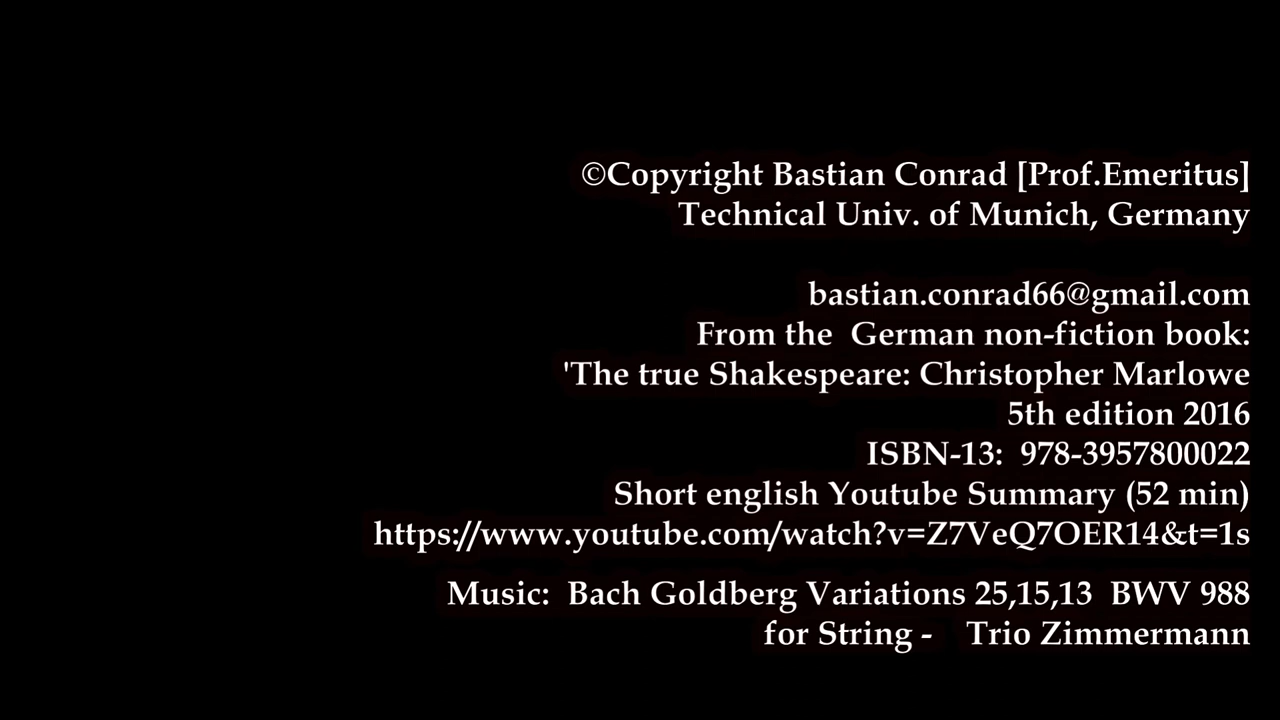 ©Copyright Bastian Conrad [Prof.Emeritus]
Technical Univ. of Munich, Germany
bastian.conrad66@gmail.com
From the  German non-fiction book:
'The true Shakespeare: Christopher Marlowe
5th edition 2016
ISBN-13:  978-3957800022
Short english Youtube Summary (52 min)
https://www.youtube.com/watch?v=Z7VeQ7OER14&t=1s
Music:  Bach Goldberg Variations 25,15,13  BWV 988
for String -    Trio Zimmermann